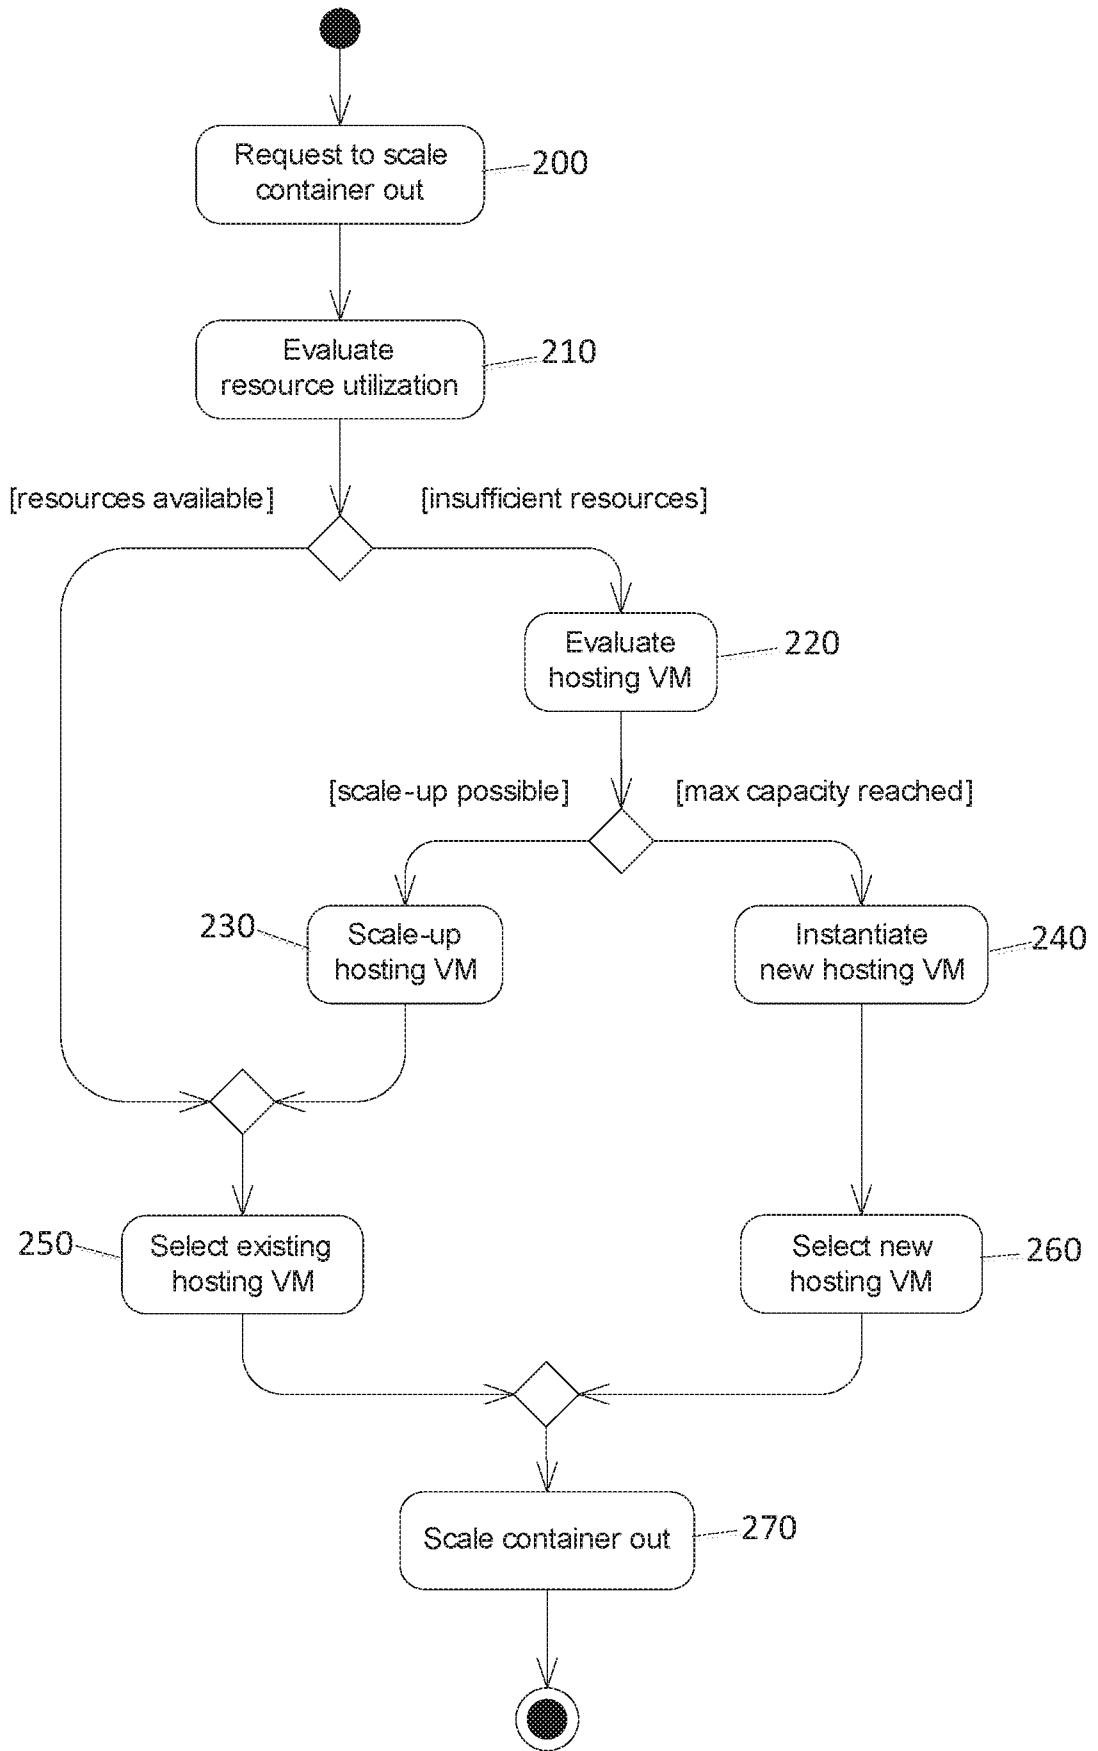 Request to scale
container out
200
Evaluate
resource utilization
210
[resources available]
[insufficient resources]
Evaluate
hosting VM
220
[scale-up possible]
[max capacity reached]
230
Scale-up
hosting VM
Instantiate
new hosting VM
240
250
Select existing
hosting VM
Select new
hosting VM
260
Scale container out
270